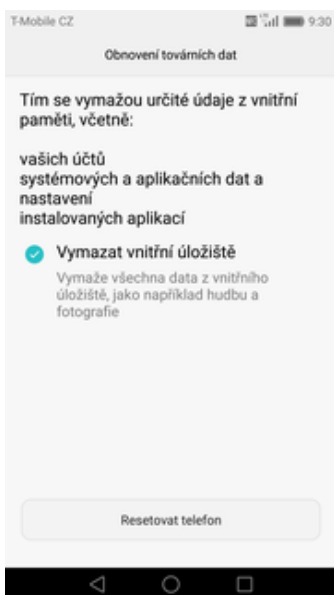 T-Mobile CZ 9:30
Obnovení továrních dat
Tím se vymažou určité údaje z vnitřní
paměti, včetně:
vašich účtů
systémových a aplikačních dat a
nastavení
instalovaných aplikací
Vymazat vnitřní úložiště
Vymaže všechna data z vnitřního
úložiště, jako například hudbu a
fotografie
Resetovat telefon